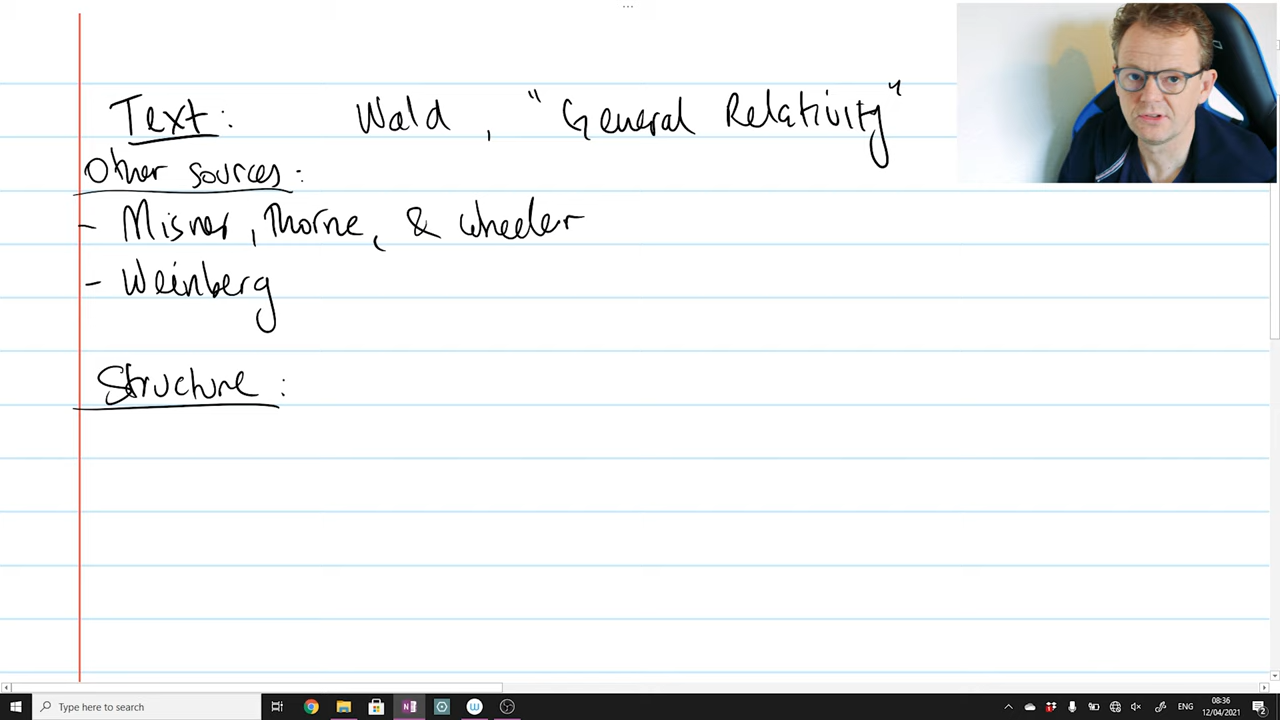 Text: Wald, "General Relativity"
Other sources:
- Misner, Thorne, & Wheeler
- Weinberg
Structure:
Type here to search
ENG
08:36
12/04/2021
2